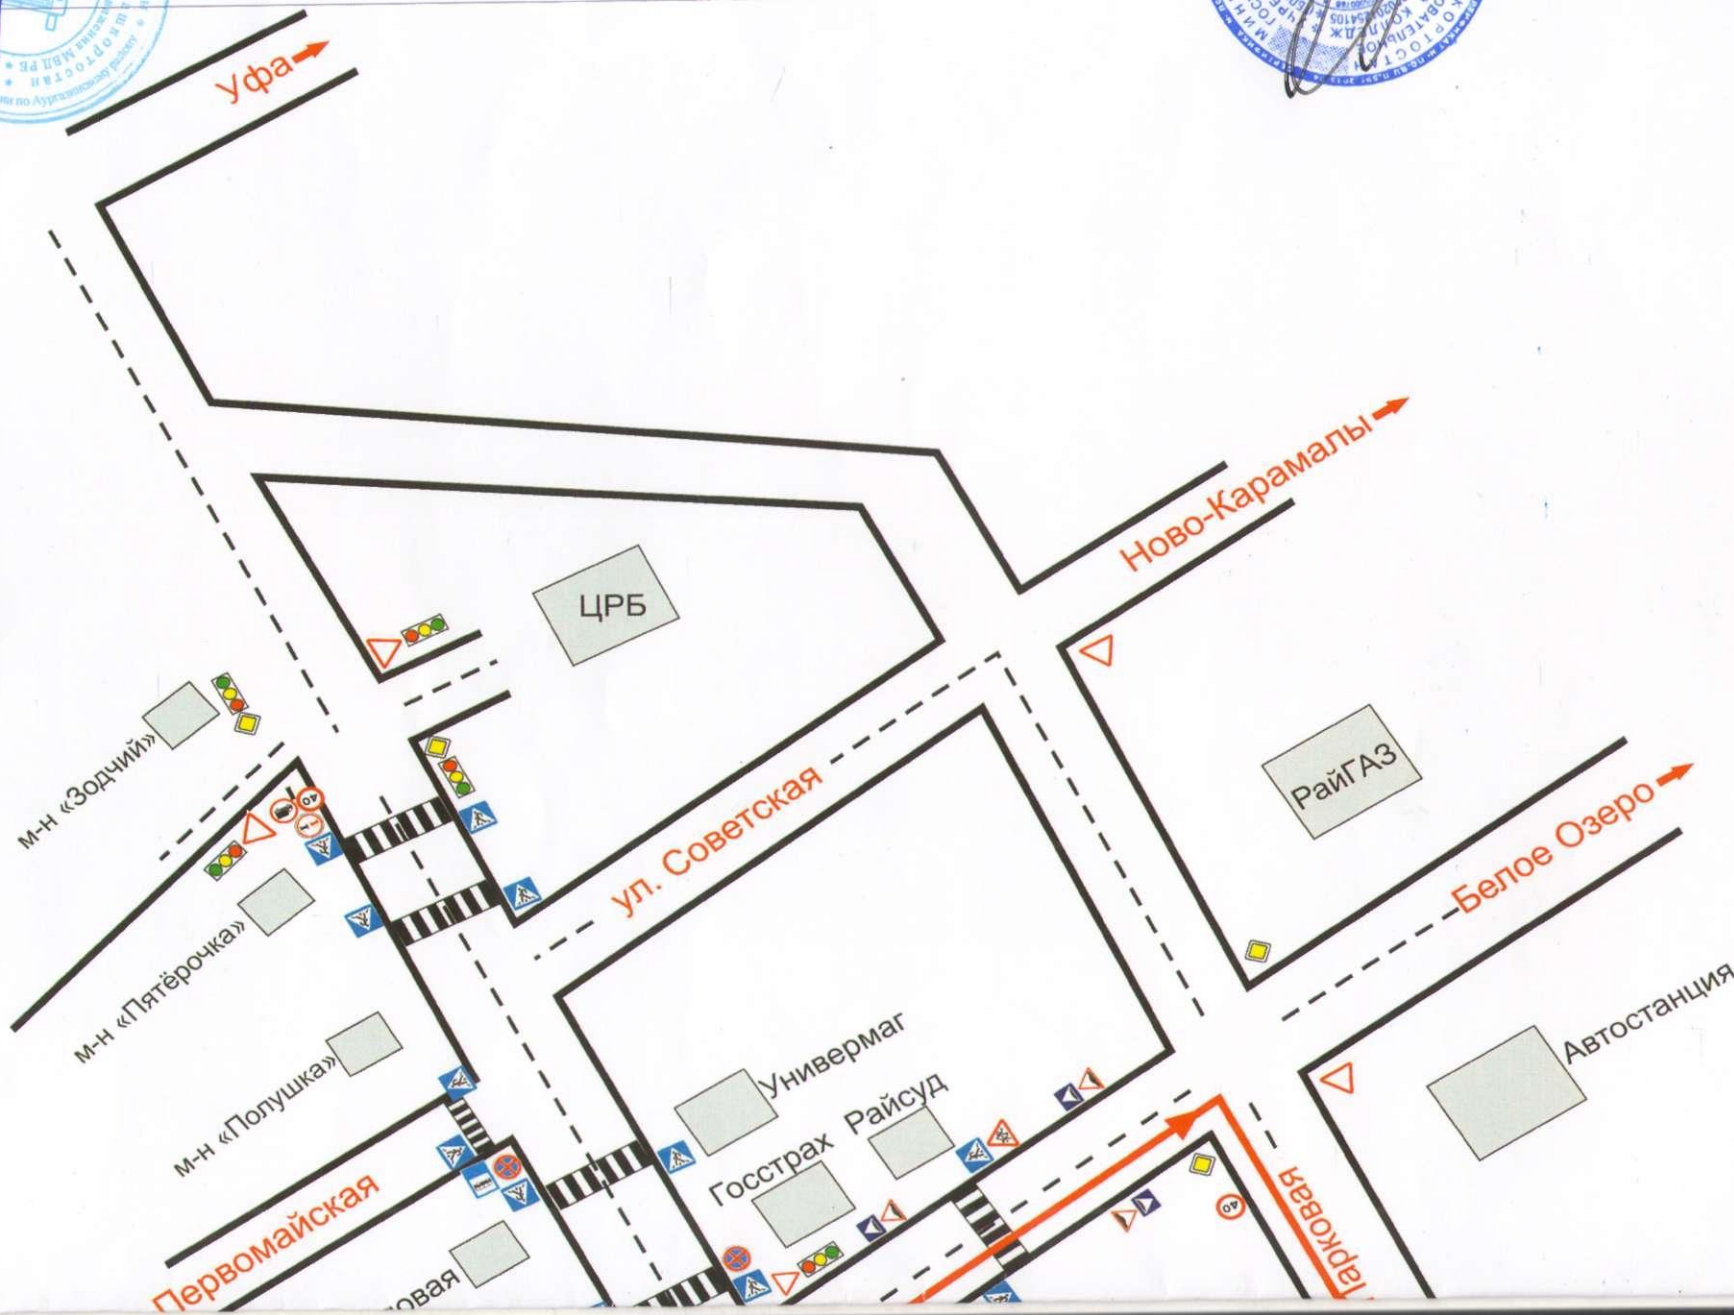 Уфа
Ново-Карамалы
ЦРБ
м-н «Зодчий»
РайГАЗ
ул. Советская
Белое Озеро
40
м-н «Пятёрочка»
Автостанция
Универмаг
м-н «Полушка»
Райсуд
Госстрах
Первомайская
40
Парковая
овая